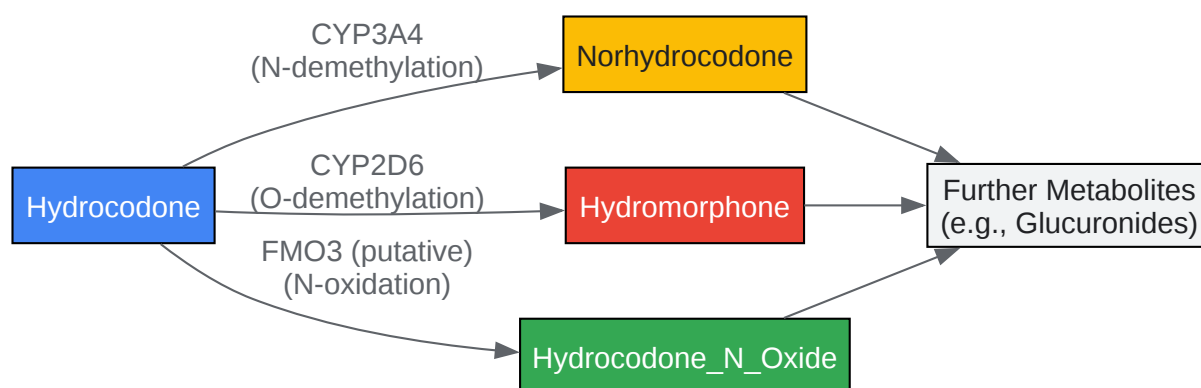 CYP3A4
(N-demethylation)
Norhydrocodone
Hydrocodone
CYP2D6
(O-demethylation)
Hydromorphone
Further Metabolites
(e.g., Glucuronides)
FMO3 (putative)
(N-oxidation)
Hydrocodone_N_Oxide